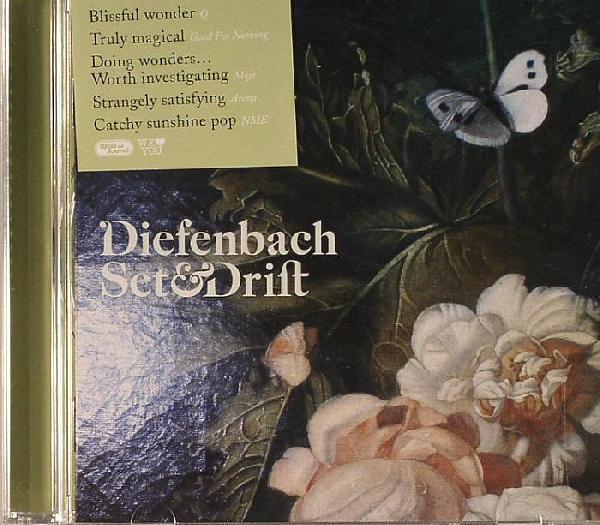 Blissful wonder Q
Truly magical Good For Nothing
Doing wonders...
Worth investigating Mojo
Strangely satisfying Arena
Catchy sunshine pop NME
WE
YOU
Diefenbach
Set&Drift